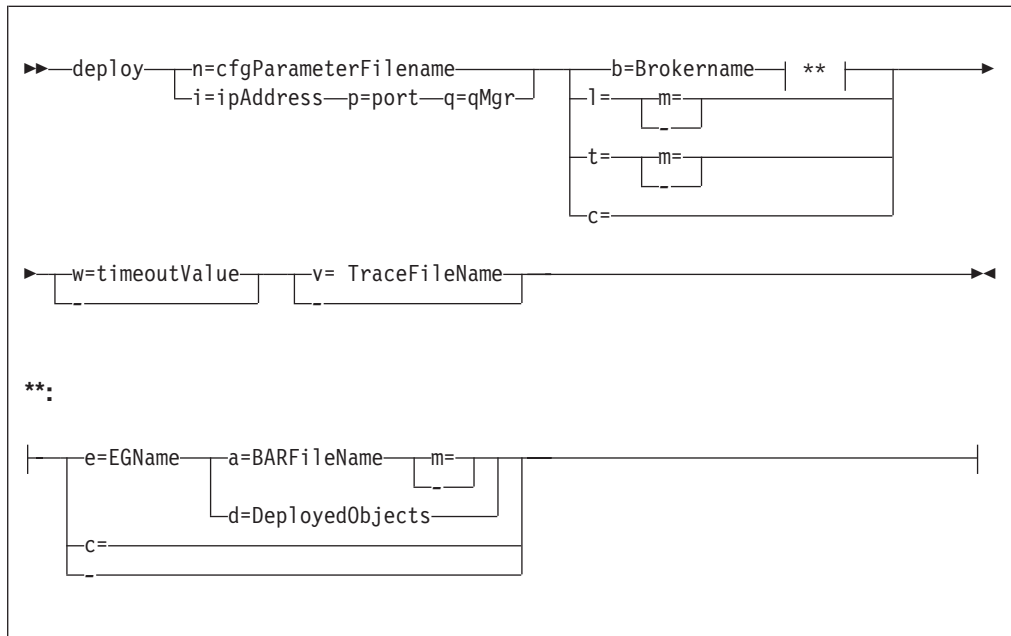 deploy n=cfgParameterFilename b=Brokername **
i=ipAddress p=port q=qMgr l= m=
-
t= m=
-
c=
w=timeoutValue v= TraceFileName
- -
**:
e=EGName a=BARFileName m=
-
d=DeployedObjects
c=
-